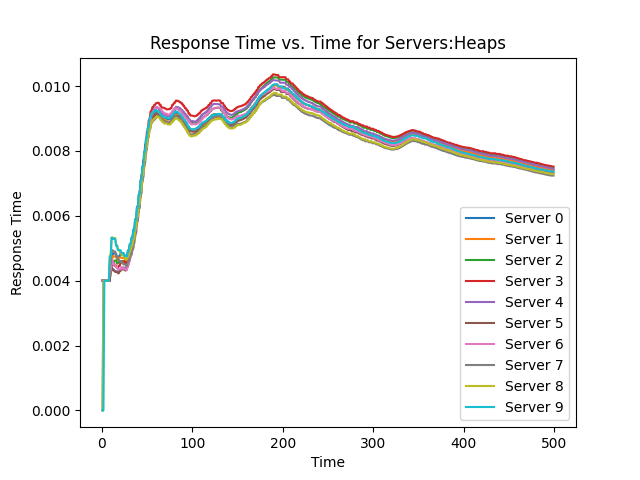 Response Time vs. Time for Servers:Heaps
Response Time
0.010
0.008
0.006
0.004
0.002
0.000
0
100
200
300
400
500
Time
Server 0
Server 1
Server 2
Server 3
Server 4
Server 5
Server 6
Server 7
Server 8
Server 9